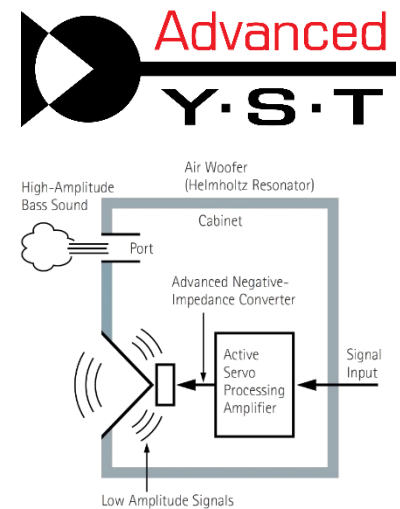 Advanced
Y·S·T
Air Woofer
(Helmholtz Resonator)
High-Amplitude
Bass Sound
Cabinet
Port
Advanced Negative-
Impedance Converter
Active
Servo
Processing
Amplifier
Signal
Input
Low Amplitude Signals